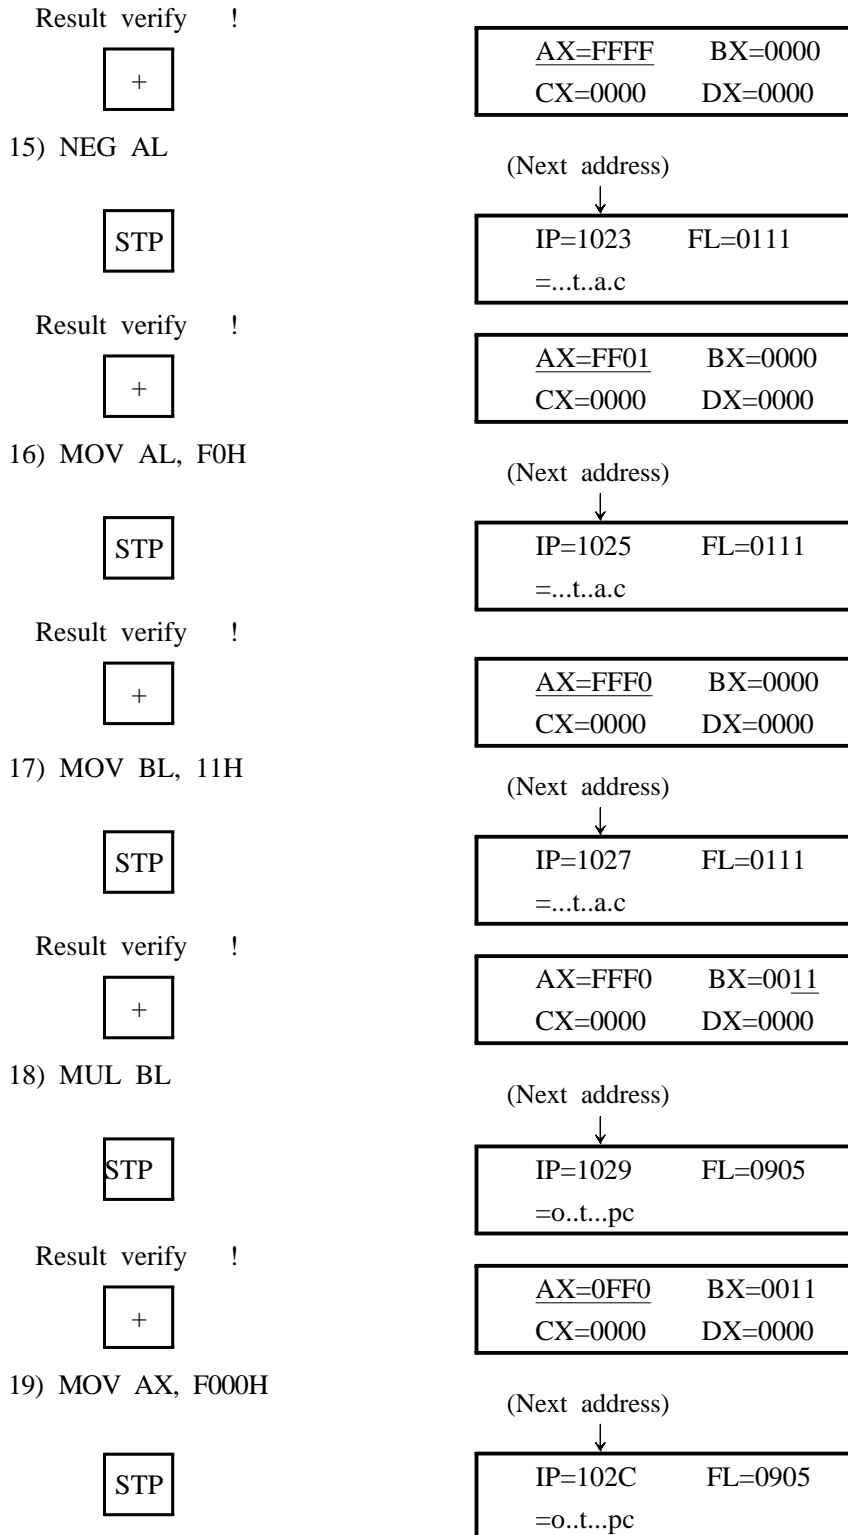 Result verify !
+
AX=FFFF BX=0000
CX=0000 DX=0000
15) NEG AL
(Next address)
STP
IP=1023 FL=0111
=...t..a.c
Result verify !
+
AX=FF01 BX=0000
CX=0000 DX=0000
16) MOV AL, F0H
(Next address)
STP
IP=1025 FL=0111
=...t..a.c
Result verify !
+
AX=FFF0 BX=0000
CX=0000 DX=0000
17) MOV BL, 11H
(Next address)
STP
IP=1027 FL=0111
=...t..a.c
Result verify !
+
AX=FFF0 BX=0011
CX=0000 DX=0000
18) MUL BL
(Next address)
STP
IP=1029 FL=0905
=o..t...pc
Result verify !
+
AX=0FF0 BX=0011
CX=0000 DX=0000
19) MOV AX, F000H
(Next address)
STP
IP=102C FL=0905
=o..t...pc